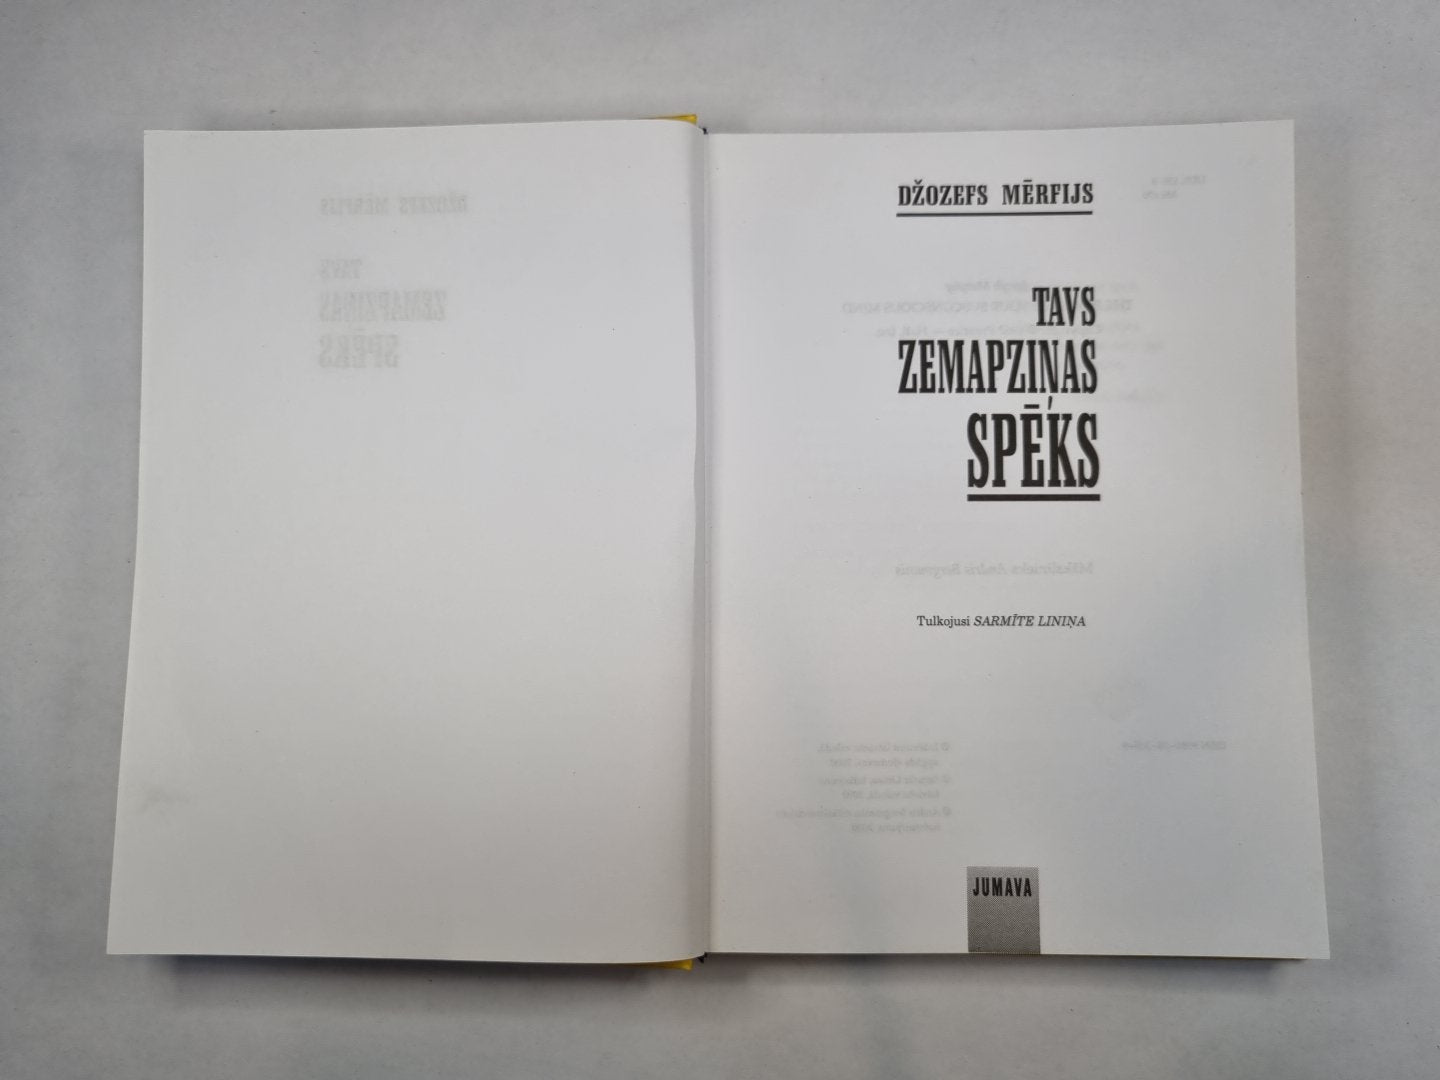 DŽOZEFS MĒRFIJS
TAVS
ZEMAPZIŅAS
SPĒKS
Tulkojusi SARMĪTE LINIŅA
JUMAVA